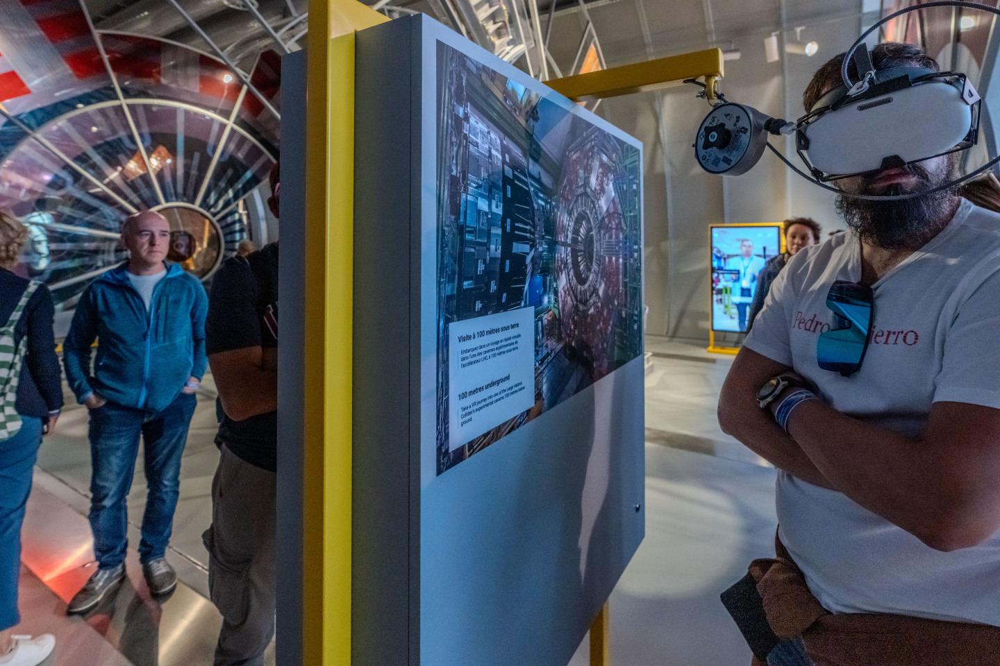 Visite à 100 mètres sous terre
Embarquez dans un voyage en réalité virtuelle
dans l'une des cavernes expérimentales de
l'accélérateur LHC, à 100 mètres sous terre.
100 metres underground
Take a VR journey into one of the Large Hadron
Collider's experimental caverns 100 metres below
ground.
Pedro ierro